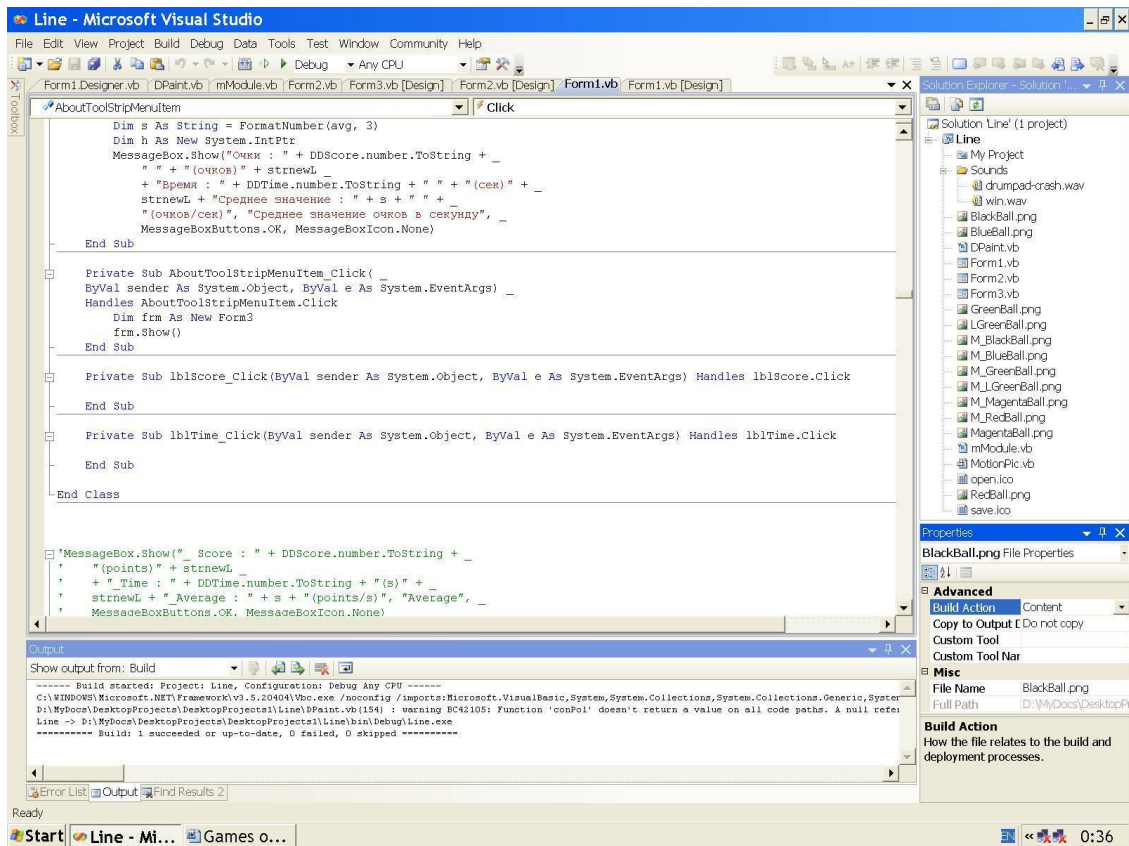 Line - Microsoft Visual Studio
File Edit View Project Build Debug Data Tools Test Window Community Help
Debug Any CPU
Form1.Designer.vb DPaint.vb mModule.vb Form2.vb Form3.vb [Design] Form2.vb [Design] Form1.vb Form1.vb [Design]
Toolbox
AboutToolStripMenuItem Click
Dim s As String = FormatNumber(avg, 3)
Dim h As New System.IntPtr
MessageBox.Show("Очки : " + DDScore.number.ToString + _
" " + "(очков)" + strnewL _
+ "Время : " + DDTime.number.ToString + " " + "(сек)" + _
strnewL + "Среднее значение : " + s + " " + _
"(очков/сек)", "Среднее значение очков в секунду", _
MessageBoxButtons.OK, MessageBoxIcon.None)
End Sub
Private Sub AboutToolStripMenuItem_Click( _
ByVal sender As System.Object, ByVal e As System.EventArgs) _
Handles AboutToolStripMenuItem.Click
Dim frm As New Form3
frm.Show()
End Sub
Private Sub lblScore_Click(ByVal sender As System.Object, ByVal e As System.EventArgs) Handles lblScore.Click
End Sub
Private Sub lblTime_Click(ByVal sender As System.Object, ByVal e As System.EventArgs) Handles lblTime.Click
End Sub
End Class
'MessageBox.Show("_ Score : " + DDScore.number.ToString + _
' "(points)" + strnewL _
' + "_Time : " + DDTime.number.ToString + "(s)" + _
' strnewL + "_Average : " + s + "(points/s)", "Average", _
' MessageBoxButtons.OK, MessageBoxIcon.None)
Output
Show output from: Build
------ Build started: Project: Line, Configuration: Debug Any CPU ------
C:\WINDOWS\Microsoft.NET\Framework\v3.5.20404\Vbc.exe /noconfig /imports:Microsoft.VisualBasic,System,System.Collections,System.Collections.Generic,System
D:\MyDocs\DesktopProjects\DesktopProjects1\Line\DPaint.vb(154) : warning BC42105: Function 'conPol' doesn't return a value on all code paths. A null refer
Line -> D:\MyDocs\DesktopProjects\DesktopProjects1\Line\bin\Debug\Line.exe
========== Build: 1 succeeded or up-to-date, 0 failed, 0 skipped ==========
Error List Output Find Results 2
Ready
Solution Explorer - Solution '...
Solution 'Line' (1 project)
Line
My Project
Sounds
drumpad-crash.wav
win.wav
BlackBall.png
BlueBall.png
DPaint.vb
Form1.vb
Form2.vb
Form3.vb
GreenBall.png
LGreenBall.png
M_BlackBall.png
M_BlueBall.png
M_GreenBall.png
M_LGreenBall.png
M_MagentaBall.png
M_RedBall.png
MagentaBall.png
mModule.vb
MotionPic.vb
open.ico
RedBall.png
save.ico
Properties
BlackBall.png File Properties
Advanced
Build Action Content
Copy to Output D Do not copy
Custom Tool
Custom Tool Nar
Misc
File Name BlackBall.png
Full Path D:\MyDocs\DesktopPr
Build Action
How the file relates to the build and
deployment processes.
Start Line - Mi... Games o... EN « 0:36